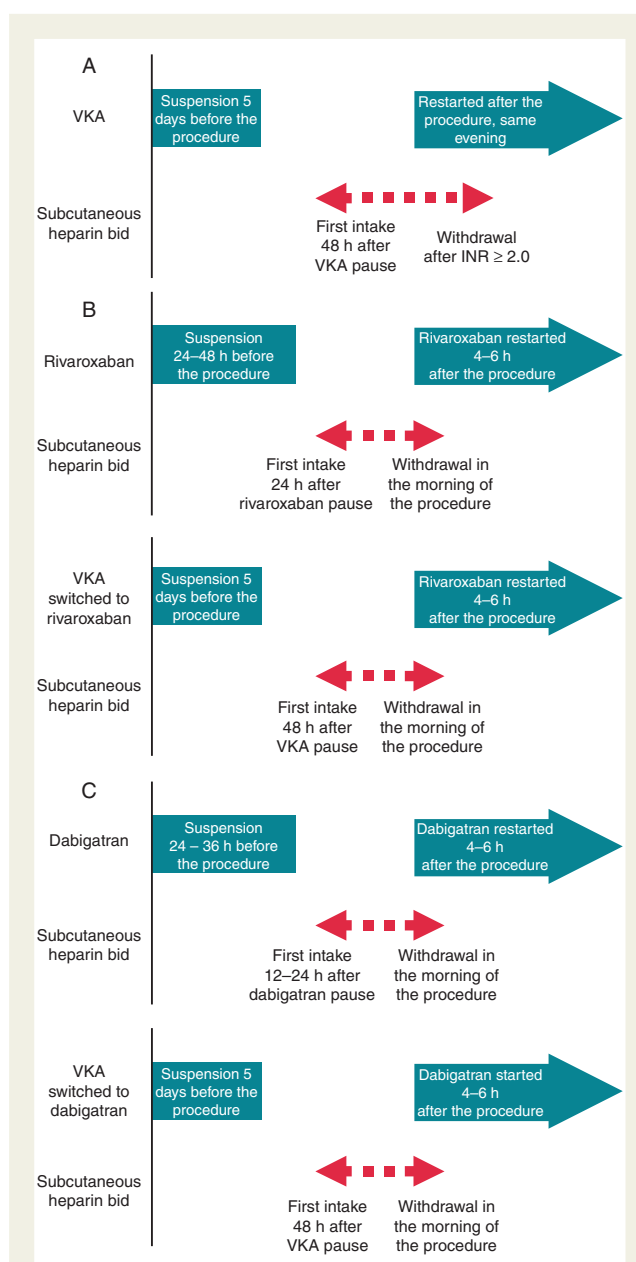 A
VKA
Suspension 5
days before the
procedure
Restarted after the
procedure, same
evening
Subcutaneous
heparin bid
First intake
48 h after
VKA pause
Withdrawal
after INR ≥ 2.0
B
Rivaroxaban
Suspension
24–48 h before
the procedure
Rivaroxaban restarted
4–6 h
after the procedure
Subcutaneous
heparin bid
First intake
24 h after
rivaroxaban pause
Withdrawal in
the morning of
the procedure
VKA
switched to
rivaroxaban
Suspension 5
days before the
procedure
Rivaroxaban restarted
4–6 h
after the procedure
Subcutaneous
heparin bid
First intake
48 h after
VKA pause
Withdrawal in
the morning of
the procedure
C
Dabigatran
Suspension
24 – 36 h before
the procedure
Dabigatran restarted
4–6 h
after the procedure
Subcutaneous
heparin bid
First intake
12–24 h after
dabigatran pause
Withdrawal in
the morning of
the procedure
VKA
switched to
dabigatran
Suspension 5
days before the
procedure
Dabigatran started
4–6 h
after the procedure
Subcutaneous
heparin bid
First intake
48 h after
VKA pause
Withdrawal in
the morning of
the procedure